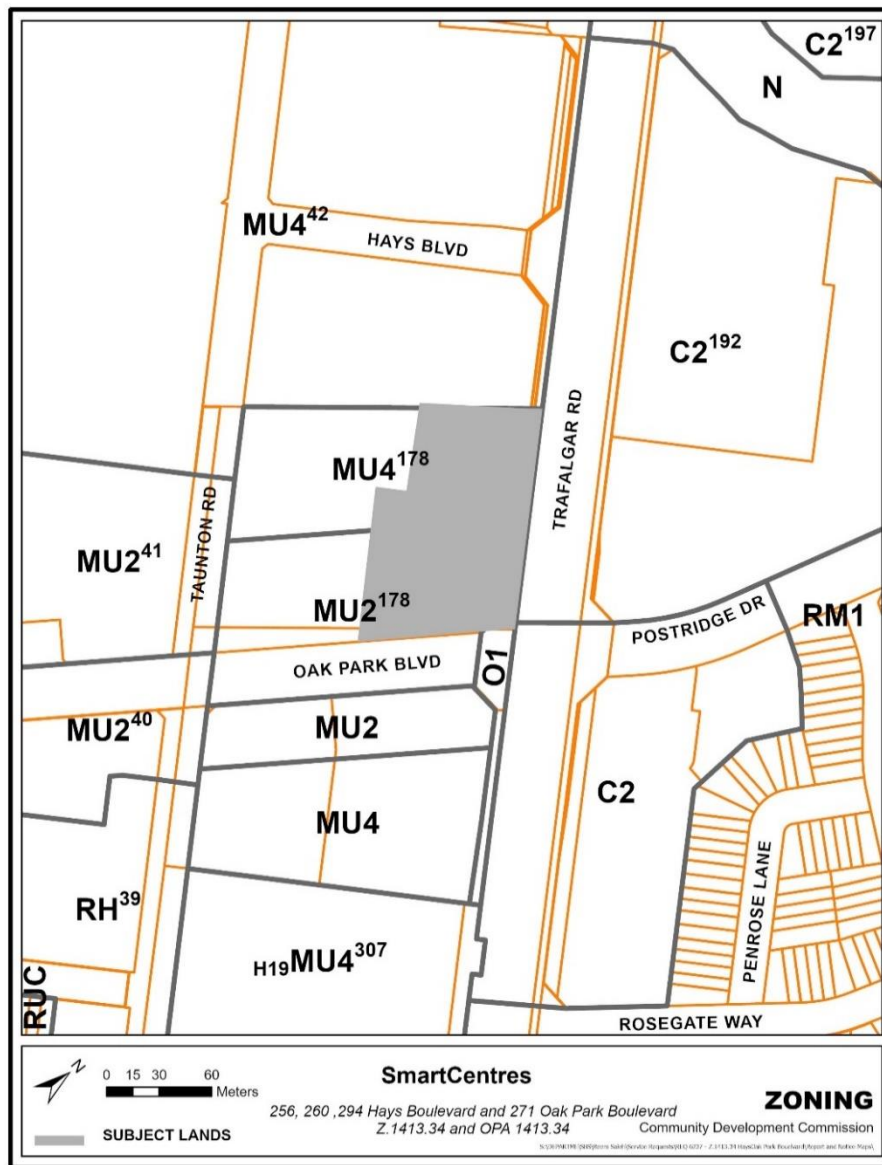 C2197
N
MU442
HAYS BLVD
C2192
TRAFALGAR RD
MU4178
TAUNTON RD
MU241
MU2178
POSTRIDGE DR
RM1
OAK PARK BLVD
O1
MU240
MU2
C2
MU4
PENROSE LANE
RH39
H19MU4307
RUC
ROSEGATE WAY
N
0 15 30 60
Meters
SUBJECT LANDS
SmartCentres
256, 260 ,294 Hays Boulevard and 271 Oak Park Boulevard
Z.1413.34 and OPA 1413.34
ZONING
Community Development Commission